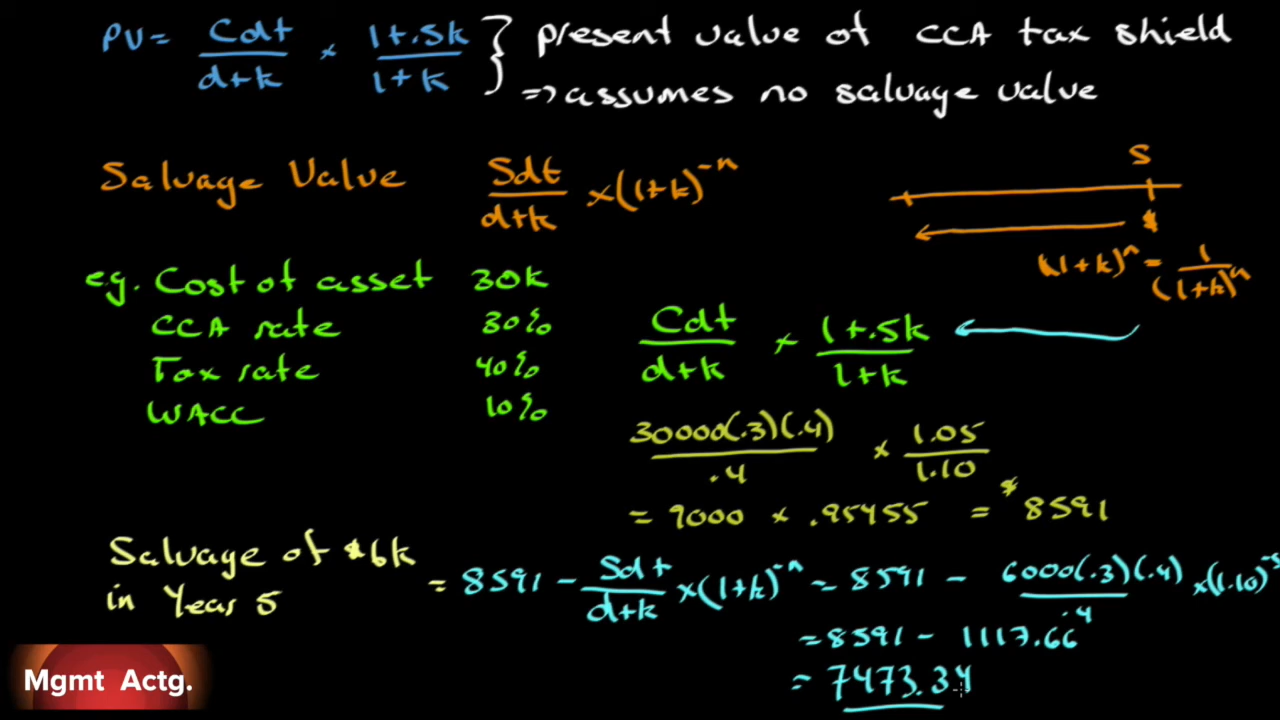 PV = Cdt/d+k × 1+.5k/1+k } present value of CCA tax shield
=> assumes no salvage value
Salvage Value Sdt/d+k × (1+k)^-n
S
$
(1+k)^n = 1/(1+k)^n
e.g. Cost of asset 30k
CCA rate 30%
Tax rate 40%
WACC 10%
Cdt/d+k × 1+.5k/1+k
30000(.3)(.4)/.4 × 1.05/1.10
= 9000 × .95455 = $8591
Salvage of $6k
in Year 5
= 8591 - Sdt/d+k × (1+k)^-n = 8591 - 6000(.3)(.4)/.4 × (1.10)^-5
= 8591 - 1117.66
= 7473.34
Mgmt Actg.